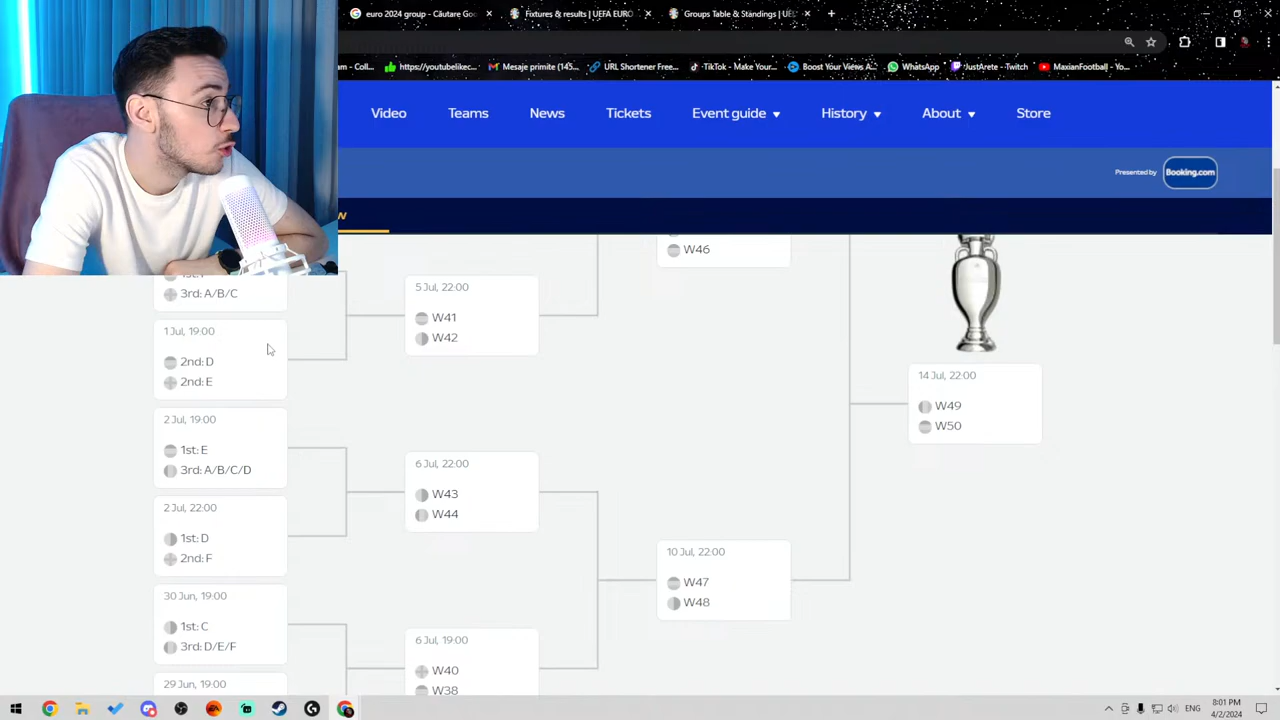 euro 2024 group - Căutare Goo
Fixtures & results | UEFA EURO
Groups Table & Standings | UE
am - Coll...
https://youtubelikec...
Mesaje primite (14.5...
URL Shortener Free...
TikTok - Make Your...
Boost Your Views A...
WhatsApp
JustArete - Twitch
MaxianFootball - Yo...
Video
Teams
News
Tickets
Event guide
History
About
Store
Presented by
Booking.com
W
W46
3rd: A/B/C
5 Jul, 22:00
W41
W42
1 Jul, 19:00
2nd: D
2nd: E
14 Jul, 22:00
W49
W50
2 Jul, 19:00
1st: E
3rd: A/B/C/D
6 Jul, 22:00
W43
W44
2 Jul, 22:00
1st: D
2nd: F
10 Jul, 22:00
W47
W48
30 Jun, 19:00
1st: C
3rd: D/E/F
6 Jul, 19:00
W40
W38
29 Jun, 19:00
ENG
8:01 PM
4/2/2024